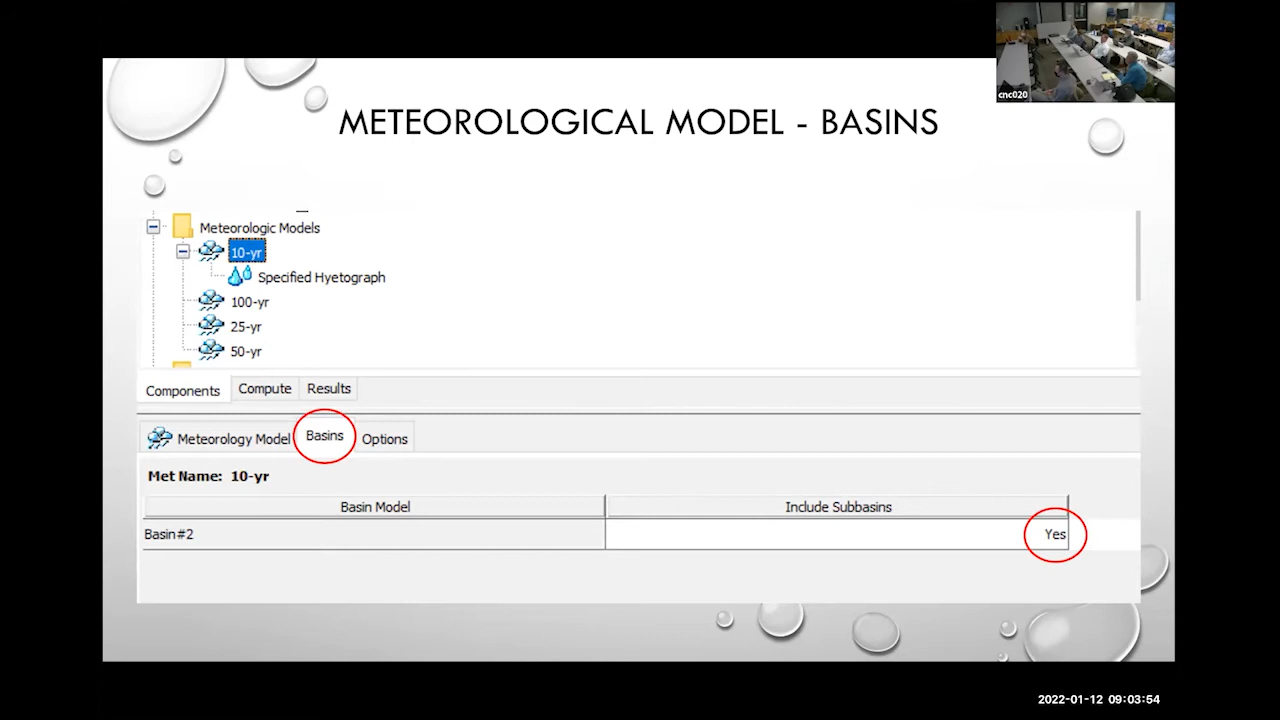 cnc020
METEOROLOGICAL MODEL - BASINS
Meteorologic Models
10-yr
Specified Hyetograph
100-yr
25-yr
50-yr
Components Compute Results
Meteorology Model Basins Options
Met Name: 10-yr
Basin Model Include Subbasins
Basin#2 Yes
2022-01-12 09:03:54